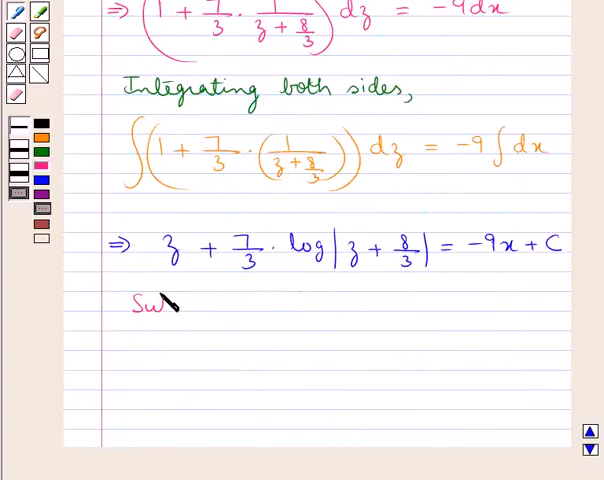 ⇒ (1 + 7/3 · 1/(z + 8/3)) dz = -9dx
Integrating both sides,
∫(1 + 7/3 · (1/(z + 8/3))) dz = -9 ∫dx
⇒ z + 7/3 · log|z + 8/3| = -9x + C
Su